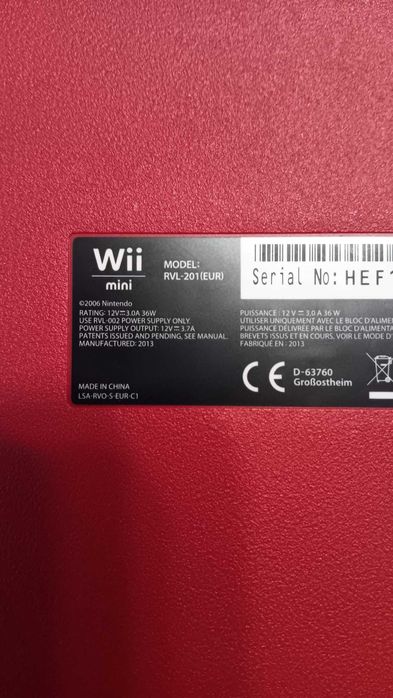 Wii
mini
MODEL:
RVL-201(EUR)
Serial No: HEF1
©2006 Nintendo
RATING: 12V⎓3.0A 36W
USE RVL-002 POWER SUPPLY ONLY.
POWER SUPPLY OUTPUT: 12V⎓3.7A
PATENTS ISSUED AND PENDING, SEE MANUAL.
MANUFACTURED: 2013
PUISSANCE : 12 V ⎓ 3,0 A 36 W
UTILISER UNIQUEMENT AVEC LE BLOC D'ALIMEN
PUISSANCE DÉLIVRÉE PAR LE BLOC D'ALIMENTA
BREVETS ISSUS ET EN COURS, VOIR LE MODE D'
FABRIQUÉ EN : 2013
MADE IN CHINA
LSA-RVO-S-EUR-C1
CE
D-63760
Großostheim